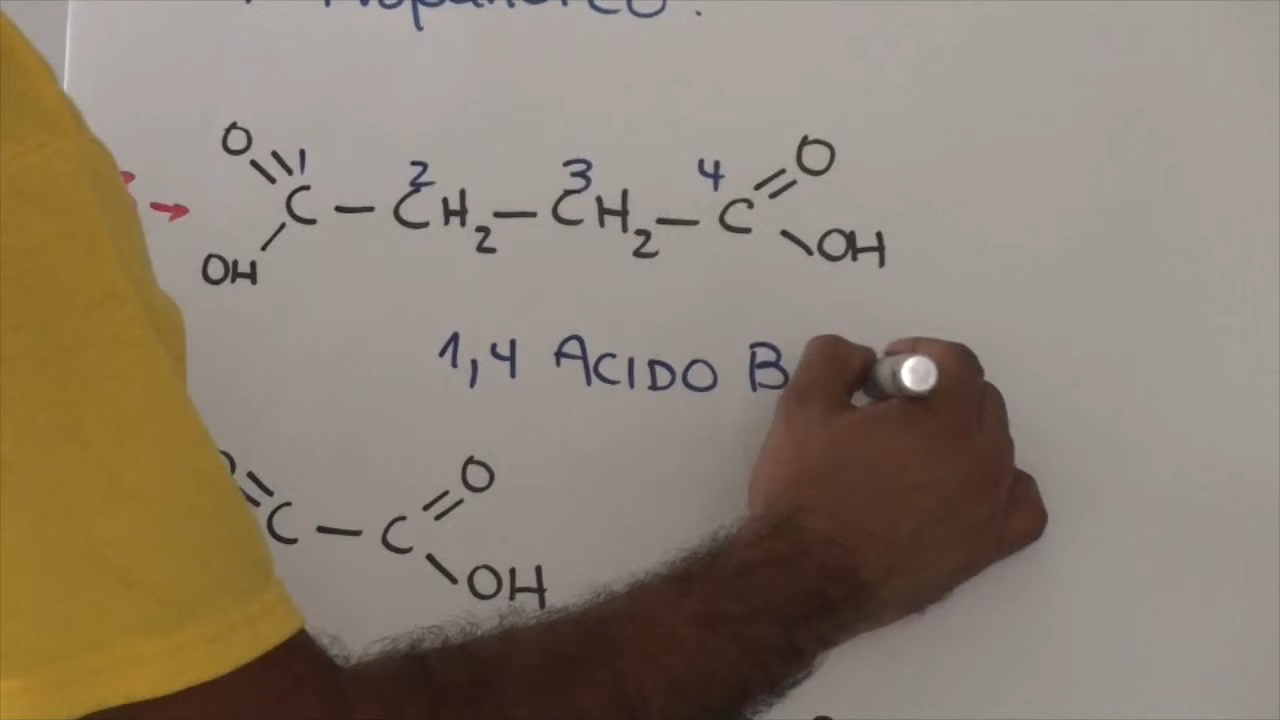 O 1 2 3 4 O
C – CH2 – CH2 – C
OH OH
1,4 ACIDO B
O
C – C
OH